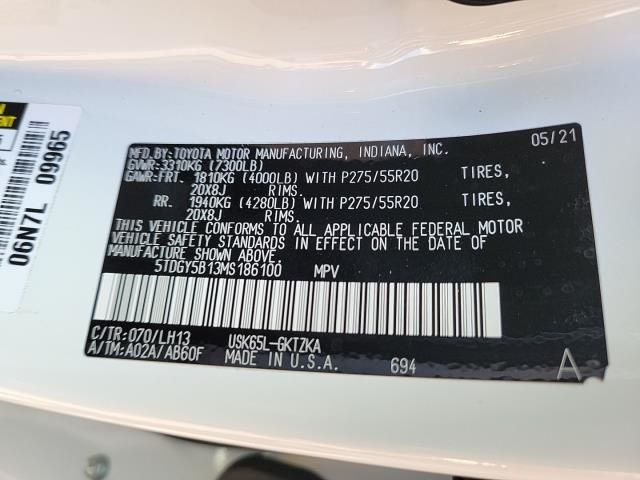 MFD.BY:TOYOTA MOTOR MANUFACTURING, INDIANA, INC. 05/21
GVWR:3310KG (7300LB)
GAWR:FRT. 1810KG (4000LB) WITH P275/55R20 TIRES,
20X8J RIMS.
RR. 1940KG (4280LB) WITH P275/55R20 TIRES,
20X8J RIMS.
THIS VEHICLE CONFORMS TO ALL APPLICABLE FEDERAL MOTOR
VEHICLE SAFETY STANDARDS IN EFFECT ON THE DATE OF
MANUFACTURE SHOWN ABOVE.
5TDGY5B13MS186100 MPV
C/TR:070/LH13 USK65L-GKTZKA
A/TM:A02A/AB60F MADE IN U.S.A. 694 A
06N7L 09965